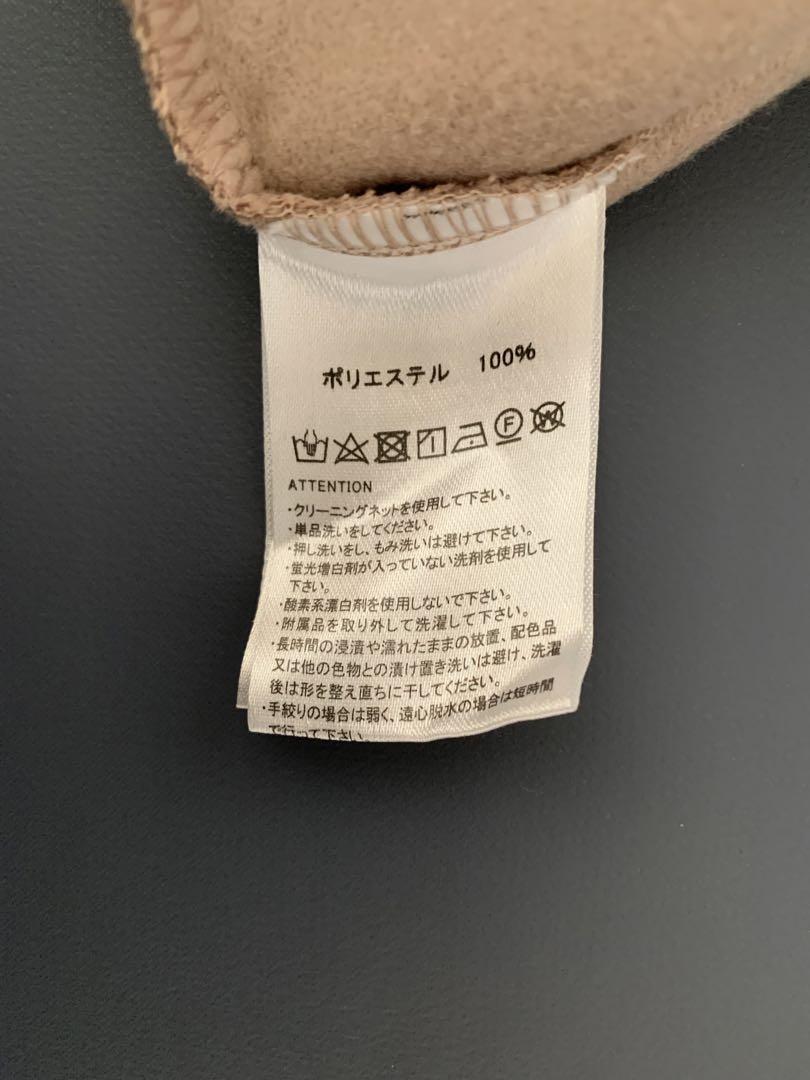 ポリエステル 100%
F W
ATTENTION
・クリーニングネットを使用して下さい。
・単品洗いをしてください。
・押し洗いをし、もみ洗いは避けて下さい。
・蛍光増白剤が入っていない洗剤を使用して
下さい。
・酸素系漂白剤を使用しないで下さい。
・附属品を取り外して洗濯して下さい。
・長時間の浸漬や濡れたままの放置、配色品
又は他の色物との漬け置き洗いは避け、洗濯
後は形を整え直ちに干してください。
・手絞りの場合は弱く、遠心脱水の場合は短時間
で行って下さい。